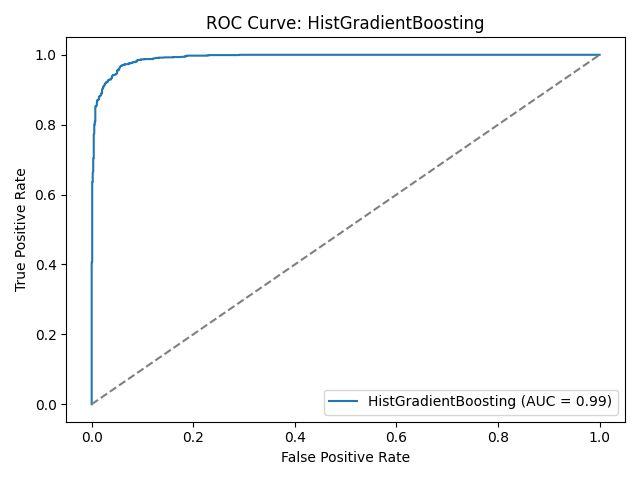 ROC Curve: HistGradientBoosting
True Positive Rate
1.0
0.8
0.6
0.4
0.2
0.0
HistGradientBoosting (AUC = 0.99)
0.0 0.2 0.4 0.6 0.8 1.0
False Positive Rate